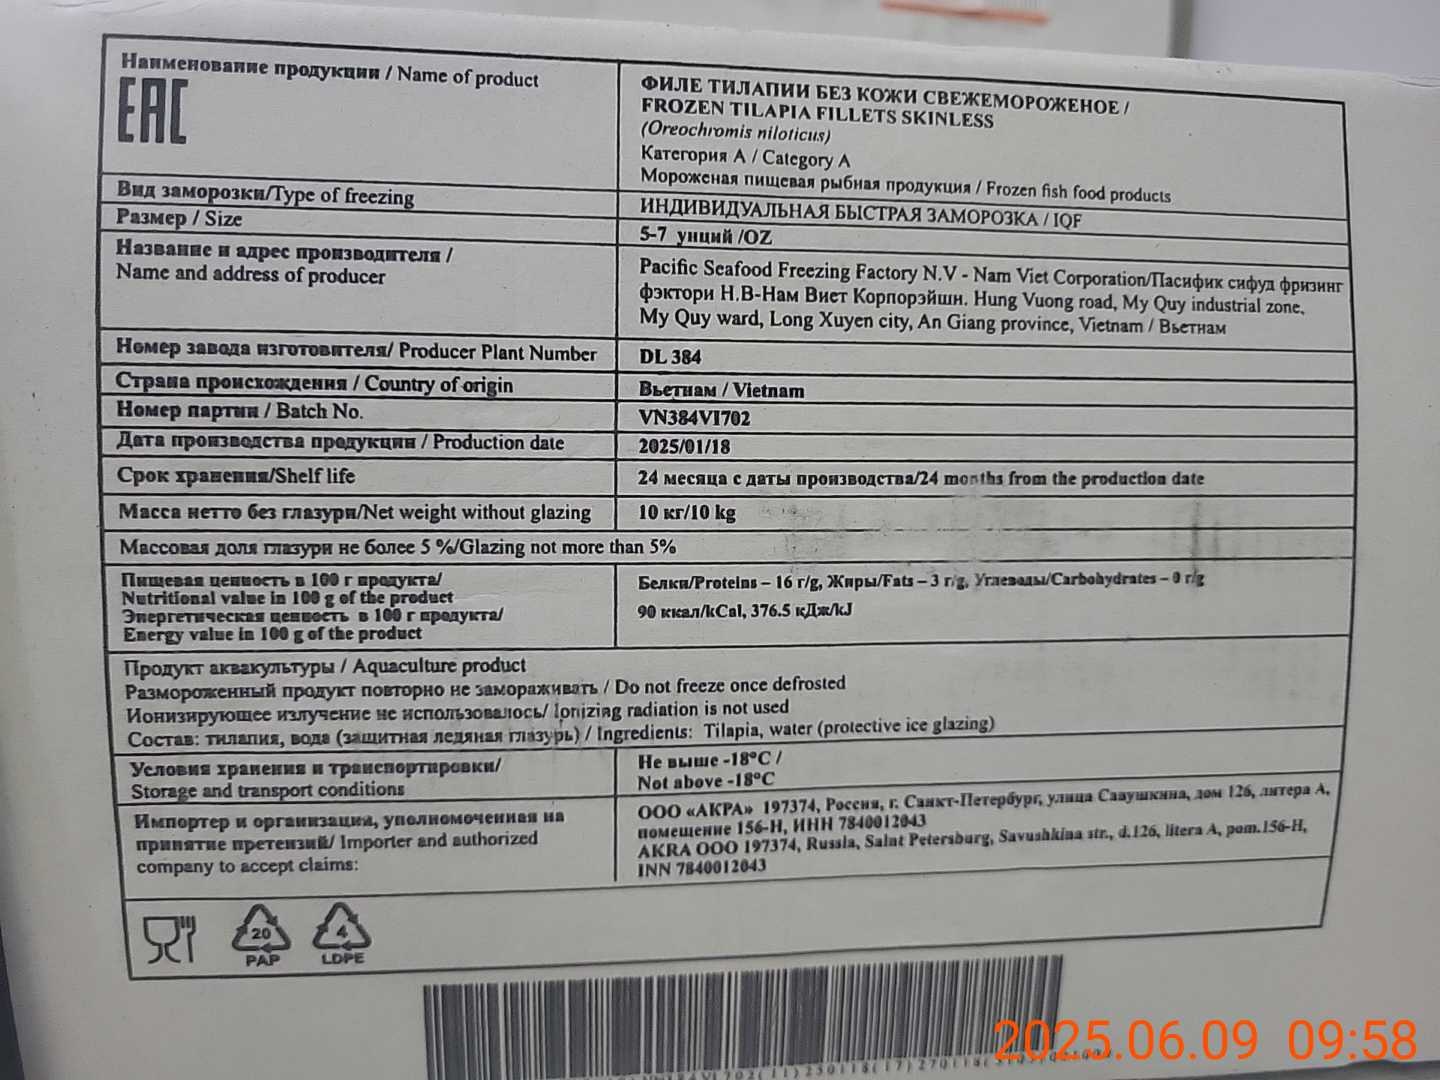 Наименование продукции / Name of product
EAC
ФИЛЕ ТИЛАПИИ БЕЗ КОЖИ СВЕЖЕМОРОЖЕНОЕ /
FROZEN TILAPIA FILLETS SKINLESS
(Oreochromis niloticus)
Категория А / Category A
Мороженая пищевая рыбная продукция / Frozen fish food products
Вид заморозки/Type of freezing
ИНДИВИДУАЛЬНАЯ БЫСТРАЯ ЗАМОРОЗКА / IQF
Размер / Size
5-7 унций /OZ
Название и адрес производителя /
Name and address of producer
Pacific Seafood Freezing Factory N.V - Nam Viet Corporation/Пасифик сифуд фризинг
фэктори Н.В-Нам Виет Корпорэйшн. Hung Vuong road, My Quy industrial zone,
My Quy ward, Long Xuyen city, An Giang province, Vietnam / Вьетнам
Номер завода изготовителя/ Producer Plant Number
DL 384
Страна происхождения / Country of origin
Вьетнам / Vietnam
Номер партии / Batch No.
VN384VI702
Дата производства продукции / Production date
2025/01/18
Срок хранения/Shelf life
24 месяца с даты производства/24 months from the production date
Масса нетто без глазури/Net weight without glazing
10 кг/10 kg
Массовая доля глазури не более 5 %/Glazing not more than 5%
Пищевая ценность в 100 г продукта/
Nutritional value in 100 g of the product
Энергетическая ценность в 100 г продукта/
Energy value in 100 g of the product
Белки/Proteins – 16 г/g, Жиры/Fats – 3 г/g, Углеводы/Carbohydrates – 0 г/g
90 ккал/kCal, 376.5 кДж/kJ
Продукт аквакультуры / Aquaculture product
Размороженный продукт повторно не замораживать / Do not freeze once defrosted
Ионизирующее излучение не использовалось/ Ionizing radiation is not used
Состав: тилапия, вода (защитная ледяная глазурь) / Ingredients: Tilapia, water (protective ice glazing)
Условия хранения и транспортировки/
Storage and transport conditions
Не выше -18°C /
Not above -18°C
Импортер и организация, уполномоченная на
принятие претензий/ Importer and authorized
company to accept claims:
ООО «АКРА» 197374, Россия, г. Санкт-Петербург, улица Савушкина, дом 126, литера А,
помещение 156-Н, ИНН 7840012043
AKRA OOO 197374, Russia, Saint Petersburg, Savushkina str., d.126, litera A, pom.156-H,
INN 7840012043
20
PAP
4
LDPE
2025.06.09 09:58